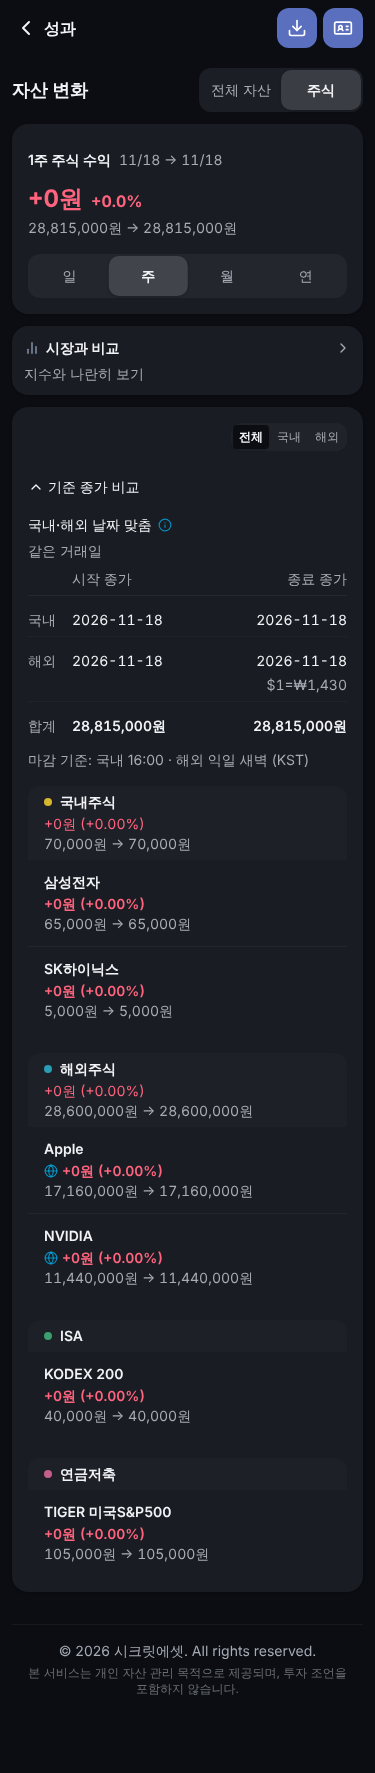 성과
자산 변화
전체 자산 주식
1주 주식 수익 11/18 → 11/18
+0원 +0.0%
28,815,000원 → 28,815,000원
일 주 월 연
시장과 비교
지수와 나란히 보기
전체 국내 해외
기준 종가 비교
국내·해외 날짜 맞춤
같은 거래일
시작 종가 종료 종가
국내 2026-11-18 2026-11-18
해외 2026-11-18 2026-11-18
$1=₩1,430
합계 28,815,000원 28,815,000원
마감 기준: 국내 16:00 · 해외 익일 새벽 (KST)
국내주식
+0원 (+0.00%)
70,000원 → 70,000원
삼성전자
+0원 (+0.00%)
65,000원 → 65,000원
SK하이닉스
+0원 (+0.00%)
5,000원 → 5,000원
해외주식
+0원 (+0.00%)
28,600,000원 → 28,600,000원
Apple
+0원 (+0.00%)
17,160,000원 → 17,160,000원
NVIDIA
+0원 (+0.00%)
11,440,000원 → 11,440,000원
ISA
KODEX 200
+0원 (+0.00%)
40,000원 → 40,000원
연금저축
TIGER 미국S&P500
+0원 (+0.00%)
105,000원 → 105,000원
© 2026 시크릿에셋. All rights reserved.
본 서비스는 개인 자산 관리 목적으로 제공되며, 투자 조언을
포함하지 않습니다.